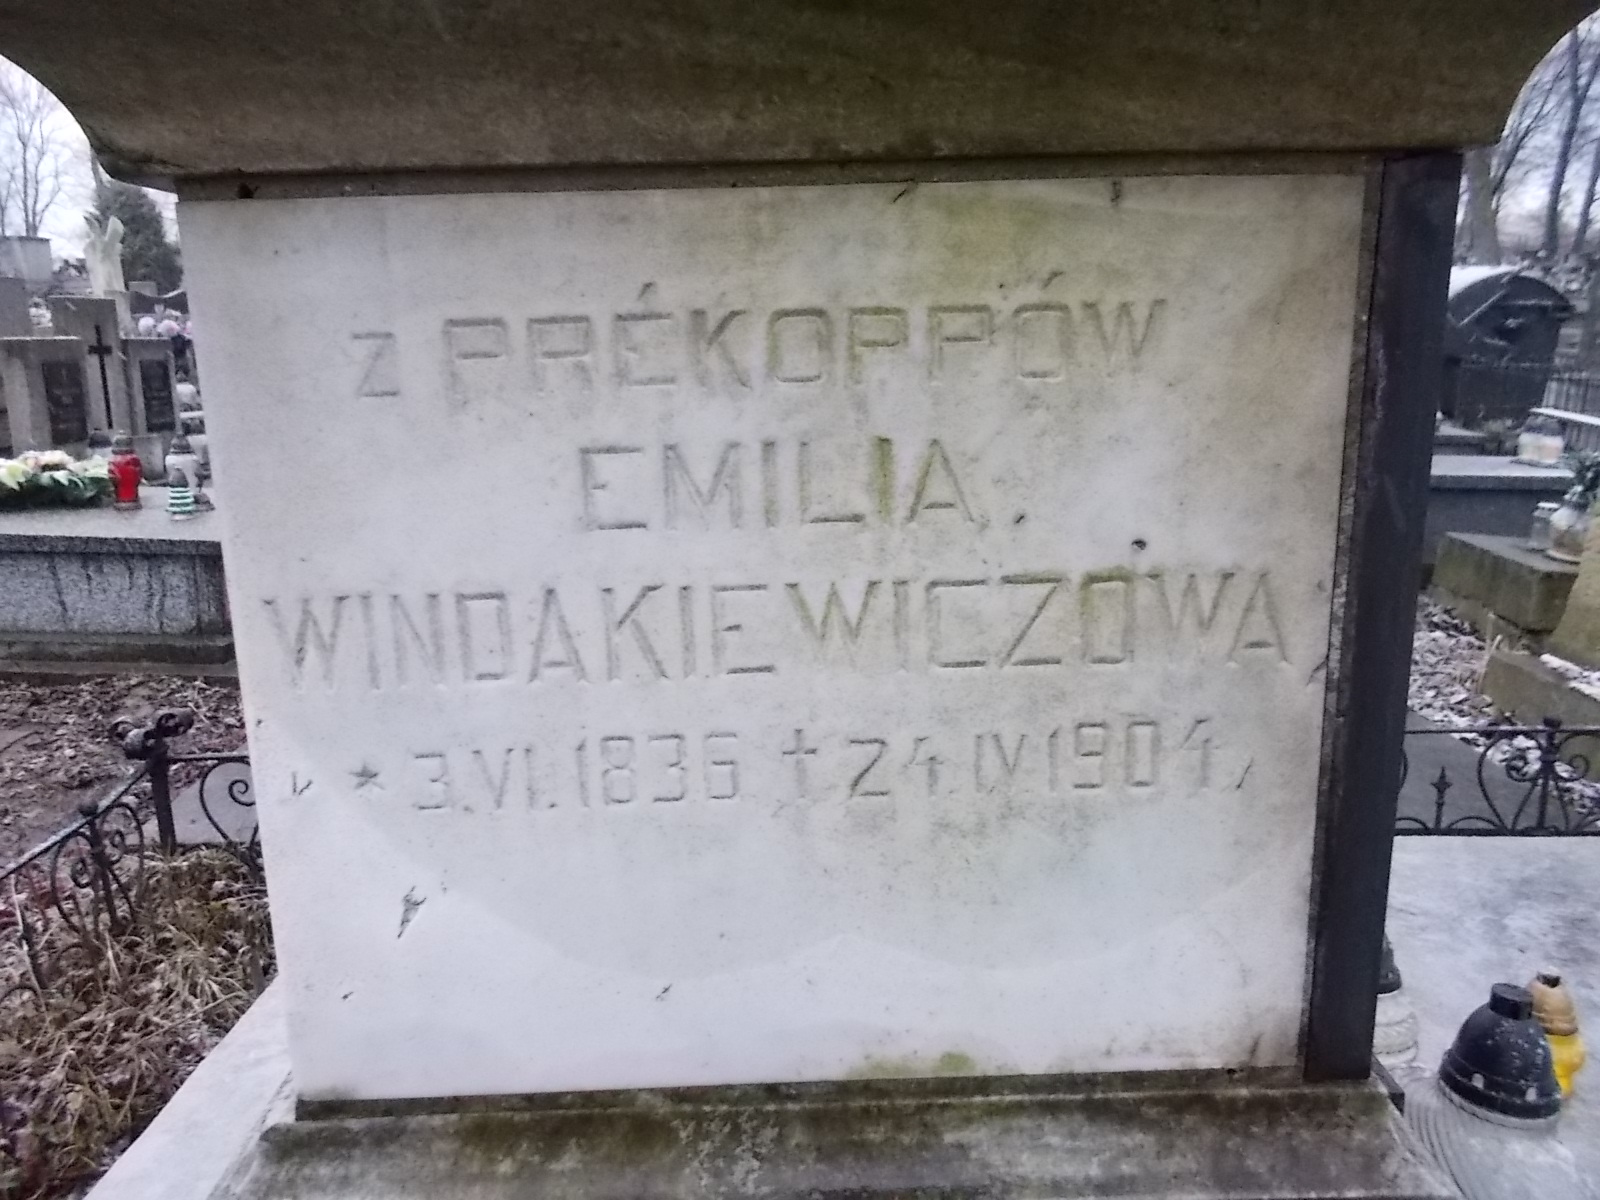 z PRÉKOPPÓW
EMILIA
WINDAKIEWICZOWA
* 3.VI.1836 † 24.IV.1904